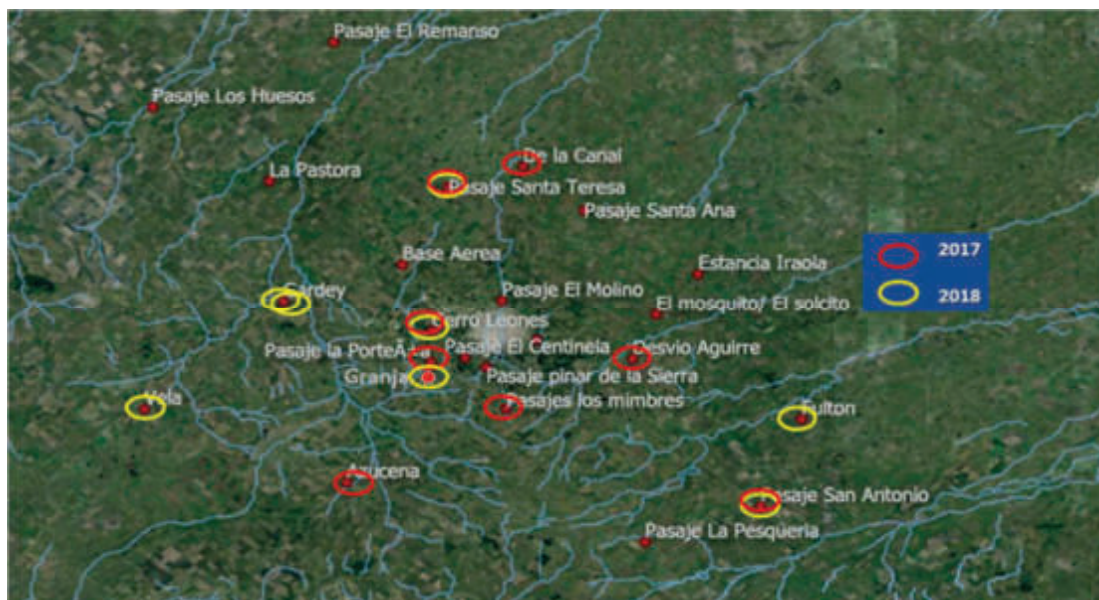 Pasaje El Remanso
Pasaje Los Huesos
De la Canal
La Pastora
Pasaje Santa Teresa
Pasaje Santa Ana
2017
Base Aerea
Estancia Iraola
2018
Cardey
Pasaje El Molino
El mosquito/ El solcito
Cerro Leones
Pasaje la PorteÃ±a
Pasaje El Centinela
Desvio Aguirre
Granja
Pasaje pinar de la Sierra
Vela
Pasajes los mimbres
Fulton
Azucena
Pasaje San Antonio
Pasaje La Pesqueria